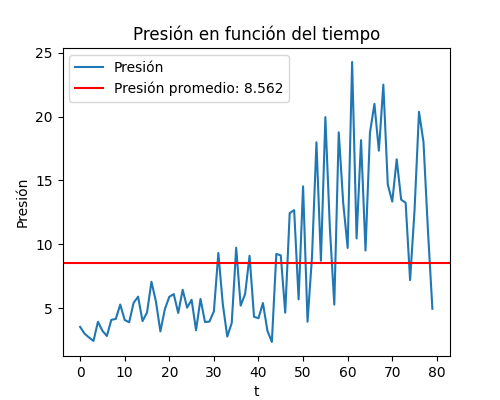 Presión en función del tiempo
Presión
Presión promedio: 8.562
25
20
15
10
5
Presión
0 10 20 30 40 50 60 70 80
t